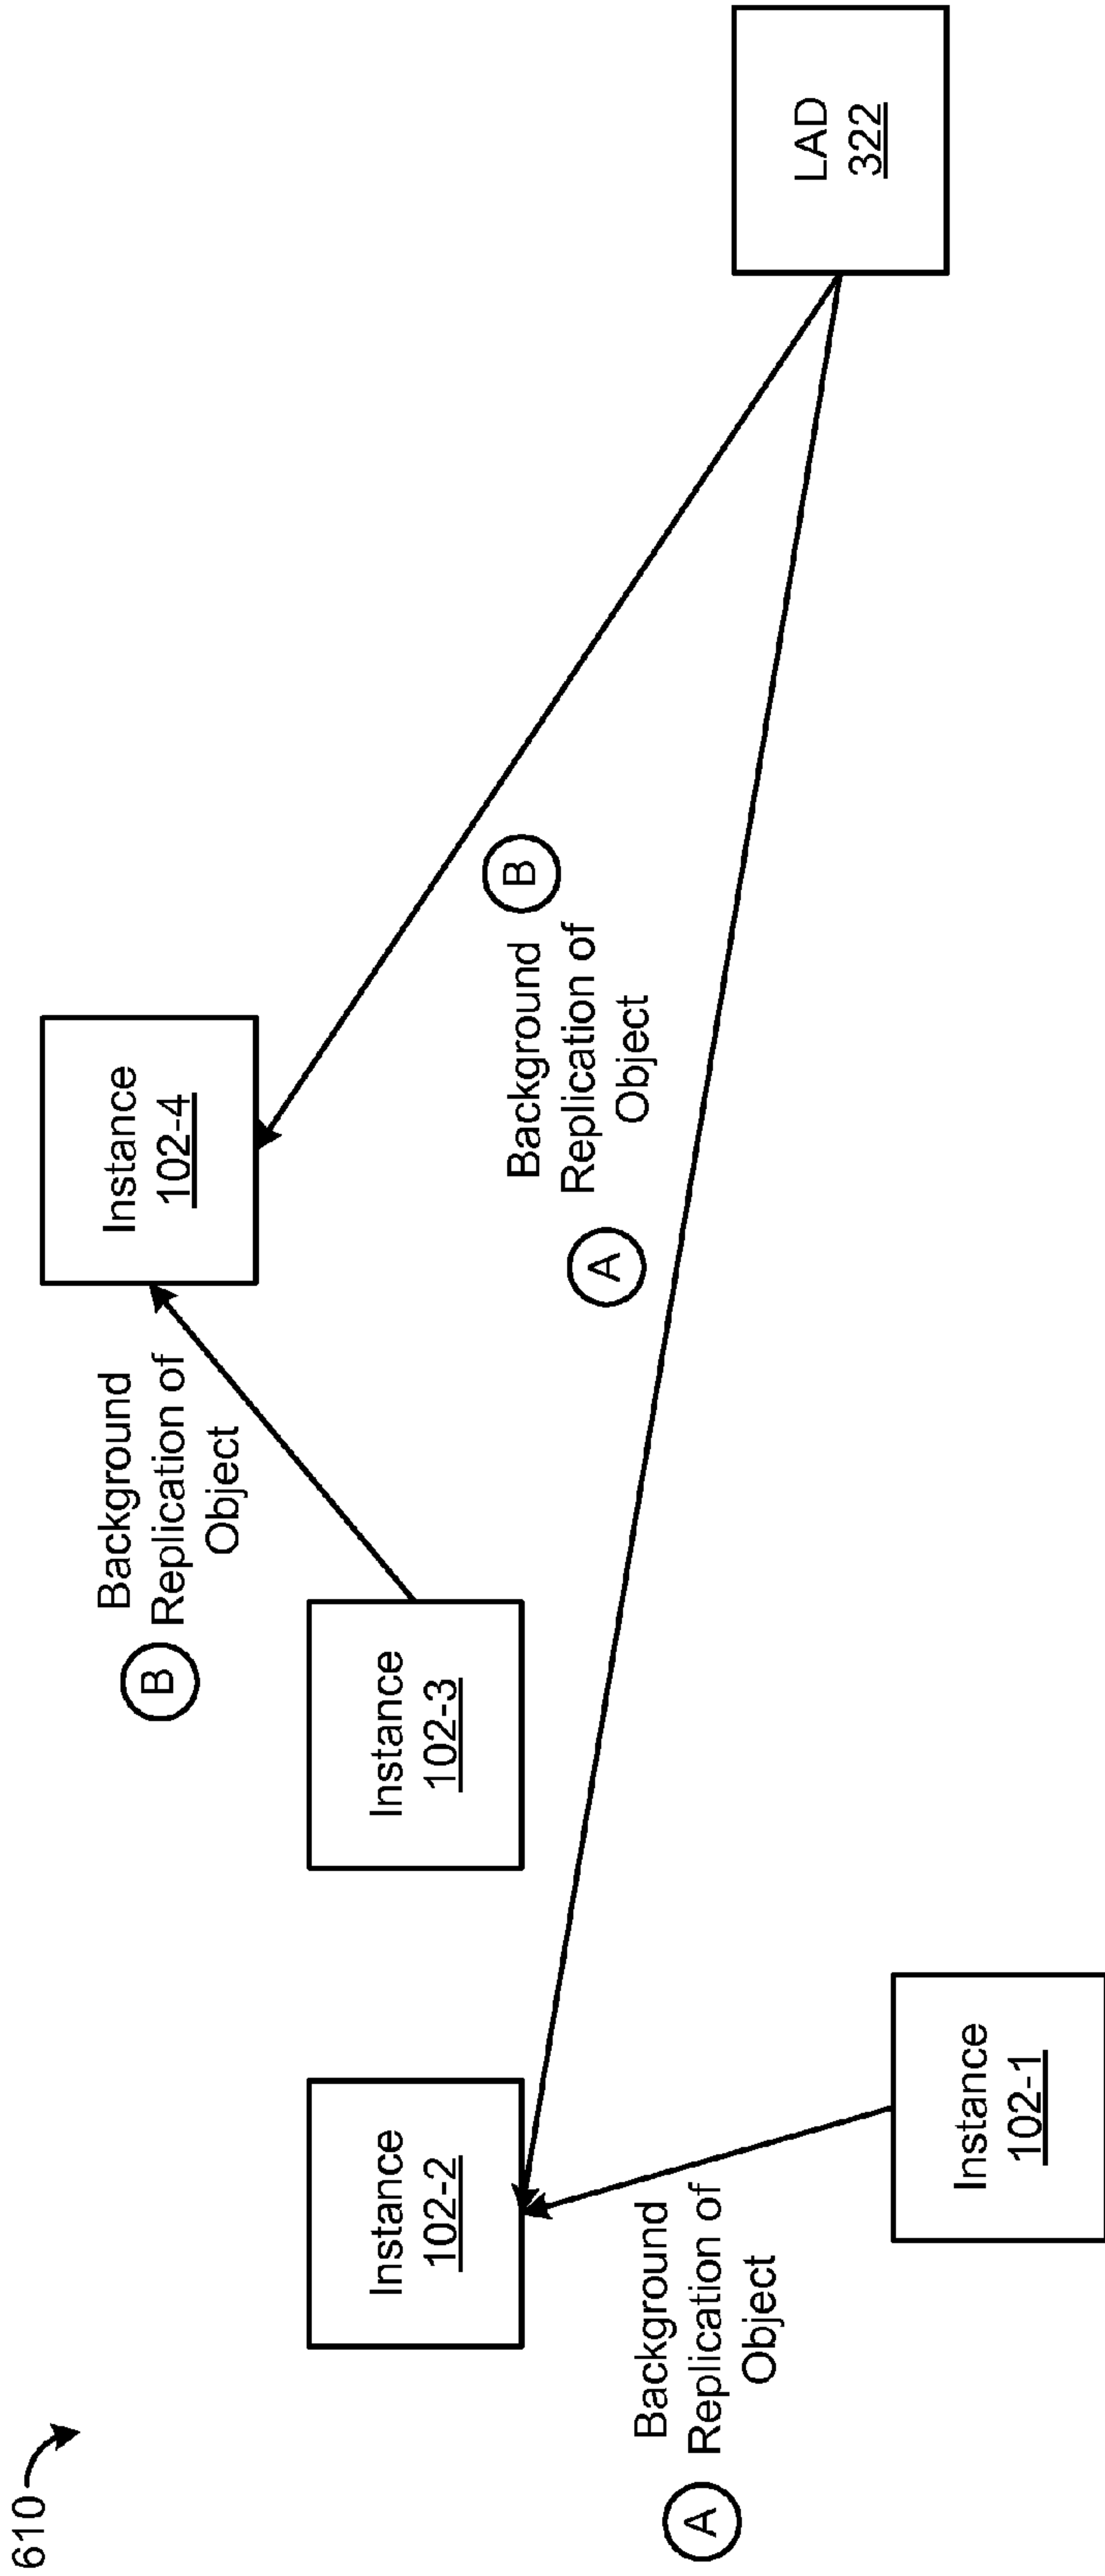 610
Background
B Replication of
Object
Instance
102-4
Instance
102-2
Instance
102-3
Background B
Replication of
A Object
Background
A Replication of
Object
LAD
322
Instance
102-1